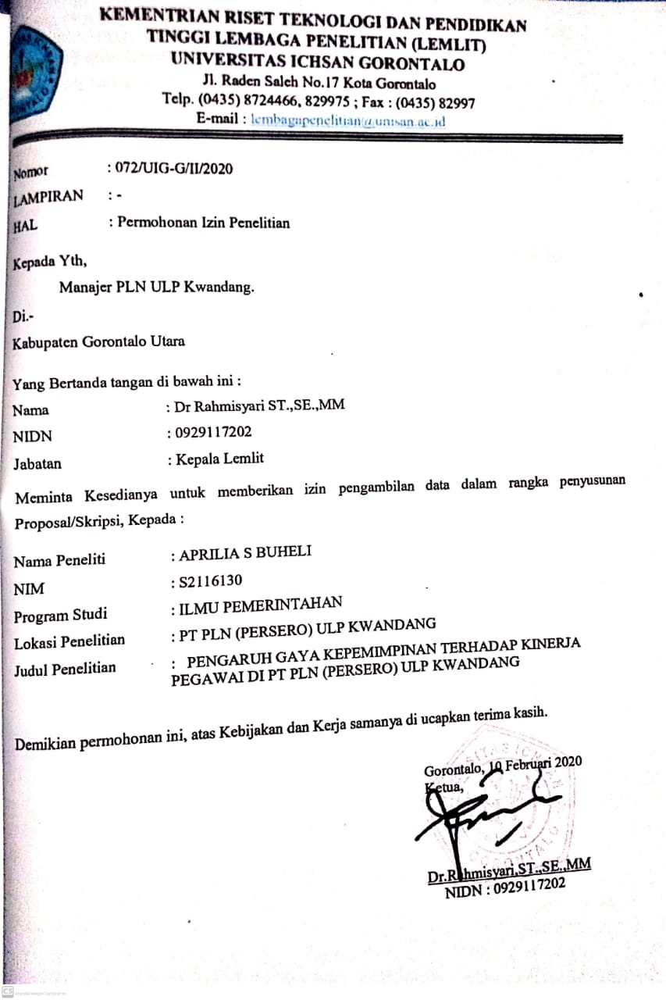 KEMENTRIAN RISET TEKNOLOGI DAN PENDIDIKAN
TINGGI LEMBAGA PENELITIAN (LEMLIT)
UNIVERSITAS ICHSAN GORONTALO
Jl. Raden Saleh No.17 Kota Gorontalo
Telp. (0435) 8724466, 829975 ; Fax : (0435) 82997
E-mail : lembagapenelitian@unisan.ac.id
Nomor : 072/UIG-G/II/2020
LAMPIRAN : -
HAL : Permohonan Izin Penelitian
Kepada Yth,
Manajer PLN ULP Kwandang.
Di.-
Kabupaten Gorontalo Utara
Yang Bertanda tangan di bawah ini :
Nama : Dr Rahmisyari ST.,SE.,MM
NIDN : 0929117202
Jabatan : Kepala Lemlit
Meminta Kesedianya untuk memberikan izin pengambilan data dalam rangka penyusunan
Proposal/Skripsi, Kepada :
Nama Peneliti : APRILIA S BUHELI
NIM : S2116130
Program Studi : ILMU PEMERINTAHAN
Lokasi Penelitian : PT PLN (PERSERO) ULP KWANDANG
Judul Penelitian : PENGARUH GAYA KEPEMIMPINAN TERHADAP KINERJA
PEGAWAI DI PT PLN (PERSERO) ULP KWANDANG
Demikian permohonan ini, atas Kebijakan dan Kerja samanya di ucapkan terima kasih.
Gorontalo, 10 Februari 2020
Ketua,
Dr.Rahmisyari,ST.,SE.,MM
NIDN : 0929117202
CS